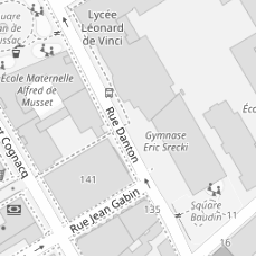 Lycée
Léonard
de Vinci
École Maternelle
Alfred de
Musset
Rue Danton
Gymnase
Eric Srecki
Cognacq
141
Rue Jean Gabin
135
Square
Baudin
11
16